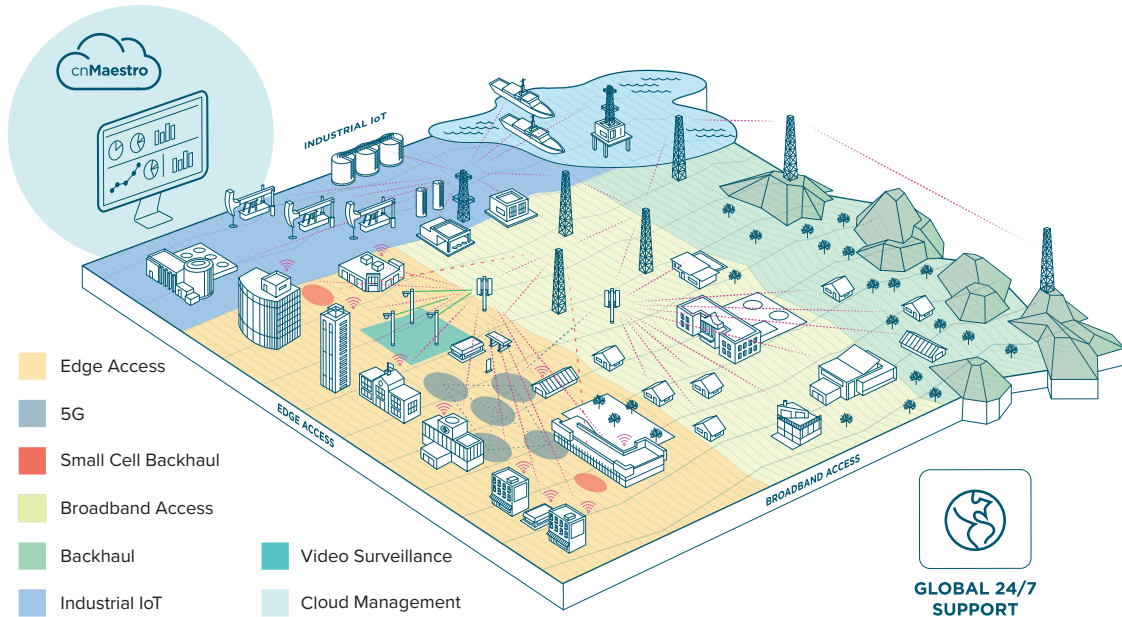 cnMaestro
INDUSTRIAL IoT
EDGE ACCESS
BROADBAND ACCESS
Edge Access
5G
Small Cell Backhaul
Broadband Access
Backhaul
Industrial IoT
Video Surveillance
Cloud Management
GLOBAL 24/7
SUPPORT